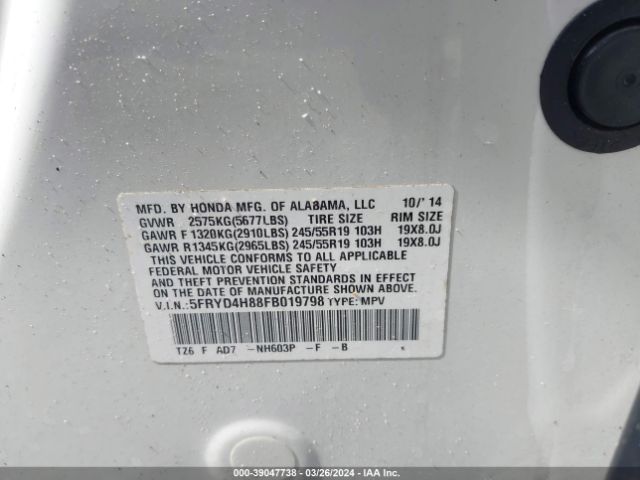 MFD. BY HONDA MFG. OF ALABAMA, LLC 10/'14
GVWR 2575KG(5677LBS) TIRE SIZE RIM SIZE
GAWR F 1320KG(2910LBS) 245/55R19 103H 19X8.0J
GAWR R1345KG(2965LBS) 245/55R19 103H 19X8.0J
THIS VEHICLE CONFORMS TO ALL APPLICABLE
FEDERAL MOTOR VEHICLE SAFETY
AND THEFT PREVENTION STANDARDS IN EFFECT ON
THE DATE OF MANUFACTURE SHOWN ABOVE.
V.I.N.: 5FRYD4H88FB019798 TYPE: MPV
TZ6 F AD7 -NH603P -F -B K
000-39047738 - 03/26/2024 - IAA Inc.